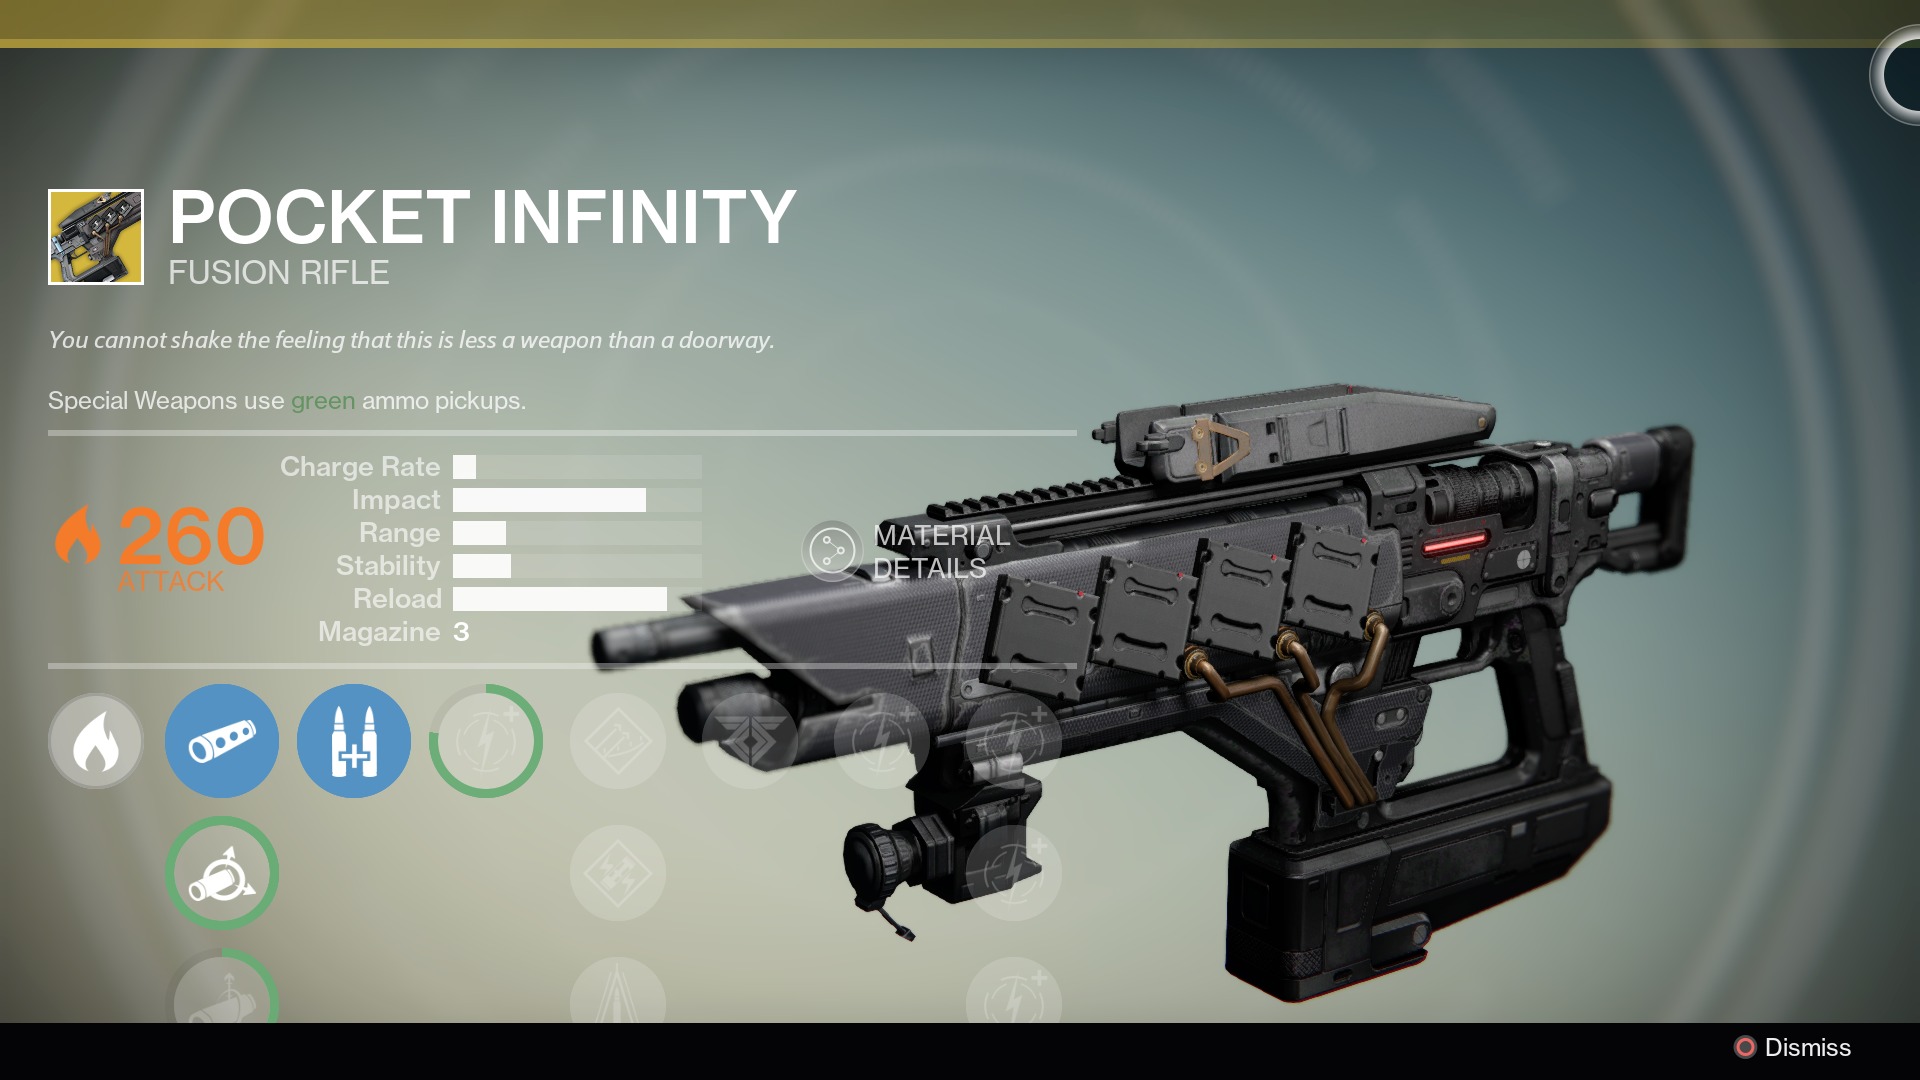 POCKET INFINITY
FUSION RIFLE
You cannot shake the feeling that this is less a weapon than a doorway.
Special Weapons use green ammo pickups.
260
ATTACK
Charge Rate
Impact
Range
Stability
Reload
Magazine 3
MATERIAL
DETAILS
Dismiss